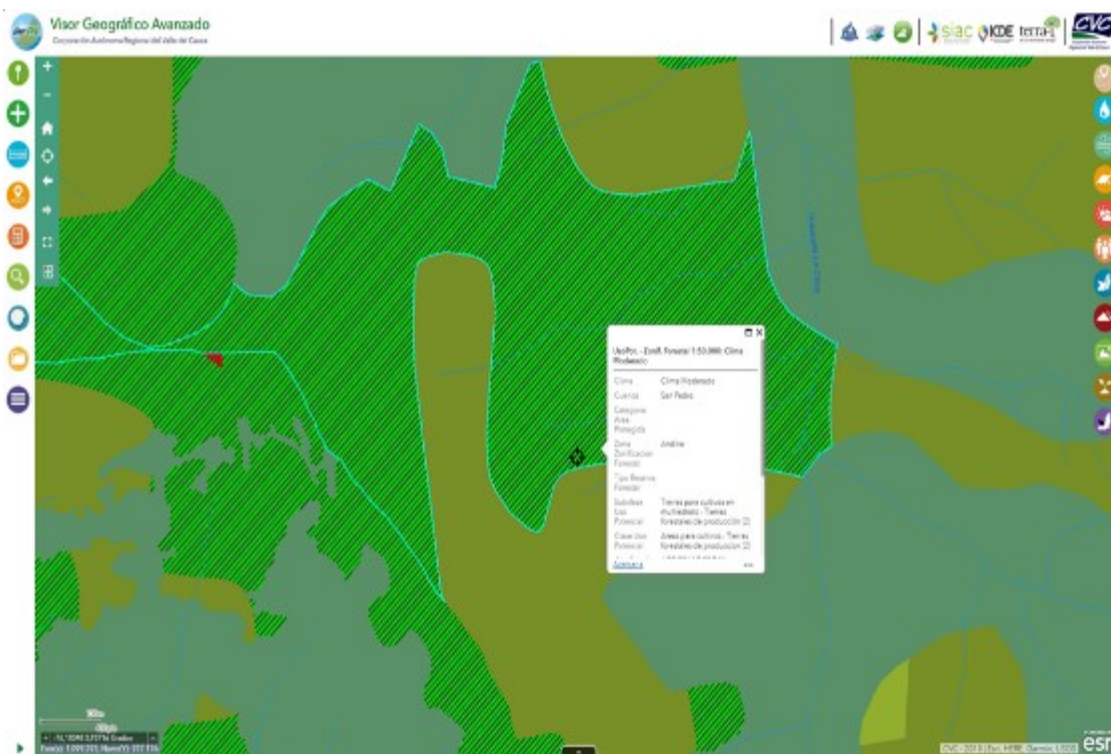 Visor Geográfico Avanzado
Corporación Autónoma Regional del Valle del Cauca
siac
KDE
terra-i
CVC
UsoPot. - Zonif. Forestal 1:50.000: Clima
Moderado
Clima Clima Moderado
Cuenca San Pedro
Categoria
Area
Protegida
Zona Andina
Zonificacion
Forestal
Tipo Reserva
Forestal
Subclase Tierras para cultivos en
Uso multiestrato - Tierras
Potencial forestales de producción (2)
Clase Uso Areas para cultivos - Tierras
Potencial forestales de produccion (2)
Acercar a
esri